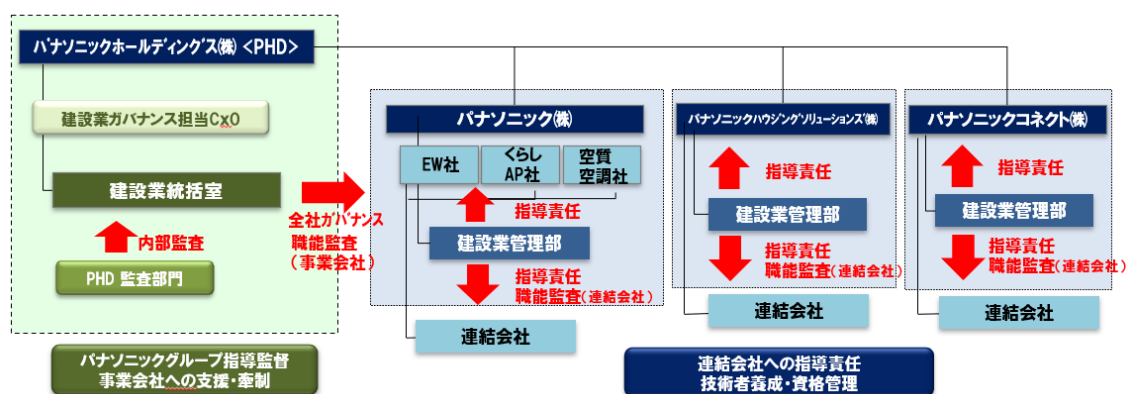 パナソニックホールディングス㈱ <PHD>
建設業ガバナンス担当CxO
建設業統括室
内部監査
PHD 監査部門
パナソニックグループ指導監督
事業会社への支援・牽制
全社ガバナンス
職能監査
(事業会社)
パナソニック㈱
EW社
くらし
AP社
空質
空調社
指導責任
建設業管理部
指導責任
職能監査(連結会社)
連結会社
パナソニックハウジングソリューションズ㈱
指導責任
建設業管理部
指導責任
職能監査(連結会社)
連結会社
パナソニックコネクト㈱
指導責任
建設業管理部
指導責任
職能監査(連結会社)
連結会社
連結会社への指導責任
技術者養成・資格管理